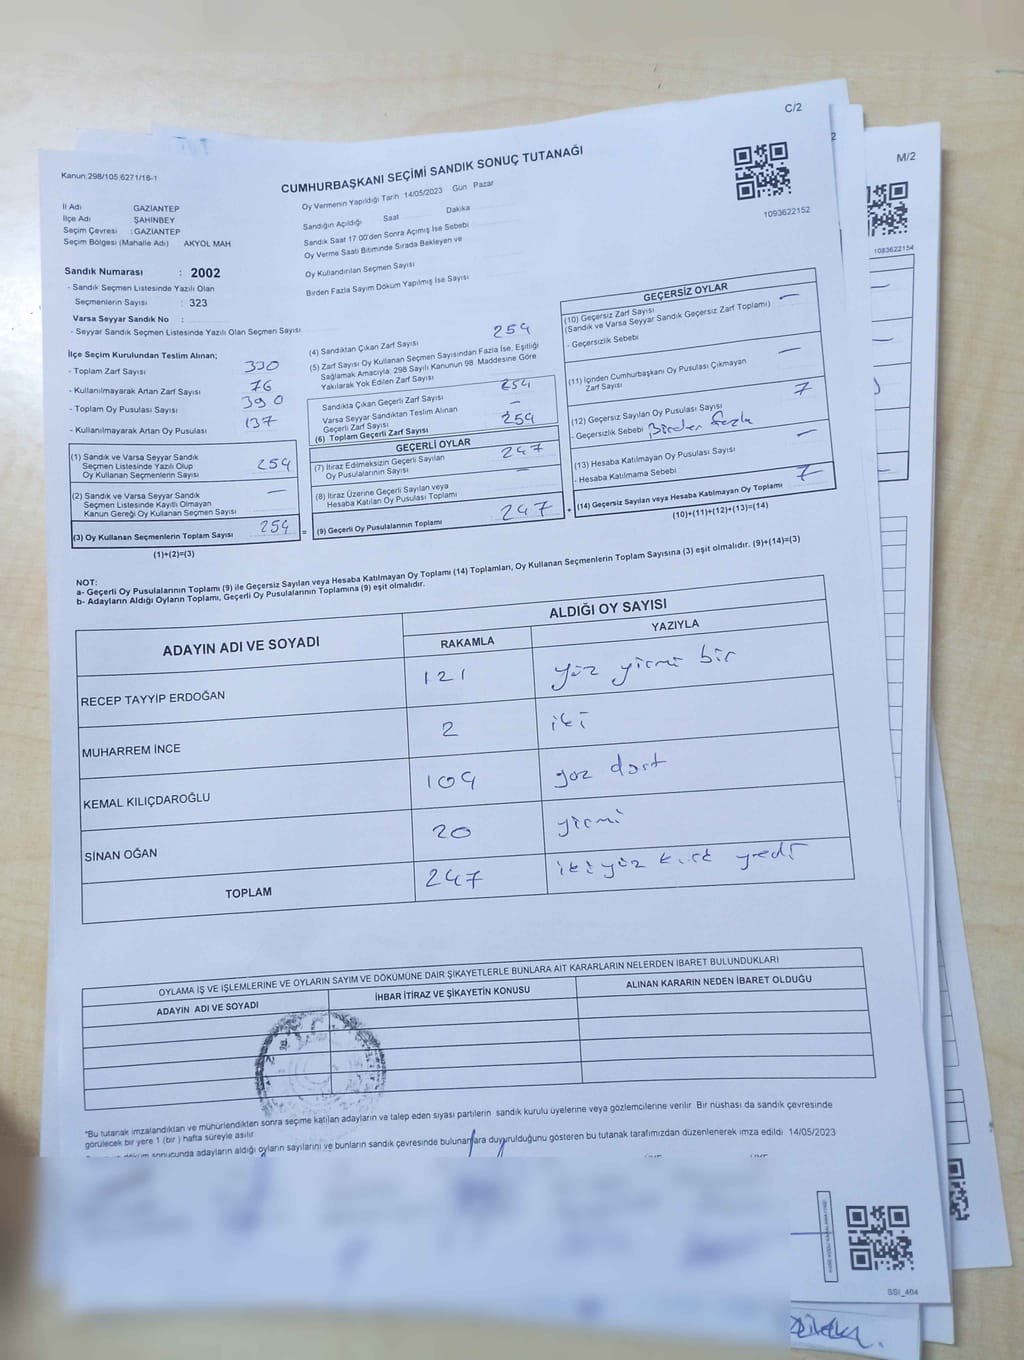 C/2
Kanun:298/105,6271/18-1
CUMHURBAŞKANI SEÇİMİ SANDIK SONUÇ TUTANAĞI
Oy Vermenin Yapıldığı Tarih :14/05/2023 Gün : Pazar
İl Adı GAZİANTEP
İlçe Adı ŞAHİNBEY
Seçim Çevresi :GAZİANTEP
Seçim Bölgesi (Mahalle Adı) AKYOL MAH
Sandığın Açıldığı Saat Dakika
Sandık Saat 17:00'den Sonra Açımış İse Sebebi
Oy Verme Saati Bitiminde Sırada Bekleyen ve
Oy Kullandırılan Seçmen Sayısı
Birden Fazla Sayım Döküm Yapılmış İse Sayısı
1093622152
Sandık Numarası : 2002
- Sandık Seçmen Listesinde Yazılı Olan
Seçmenlerin Sayısı : 323
Varsa Seyyar Sandık No :
- Seyyar Sandık Seçmen Listesinde Yazılı Olan Seçmen Sayısı:
İlçe Seçim Kurulundan Teslim Alınan;
- Toplam Zarf Sayısı 330
- Kullanılmayarak Artan Zarf Sayısı 76
- Toplam Oy Pusulası Sayısı 390
- Kullanılmayarak Artan Oy Pusulası 137
(1) Sandık ve Varsa Seyyar Sandık
Seçmen Listesinde Yazılı Olup
Oy Kullanan Seçmenlerin Sayısı 254
(2) Sandık ve Varsa Seyyar Sandık
Seçmen Listesinde Kayıtlı Olmayan
Kanun Gereği Oy Kullanan Seçmen Sayısı —
(3) Oy Kullanan Seçmenlerin Toplam Sayısı 254 =
(1)+(2)=(3)
(4) Sandıktan Çıkan Zarf Sayısı 254
(5) Zarf Sayısı Oy Kullanan Seçmen Sayısından Fazla İse, Eşitliği
Sağlamak Amacıyla; 298 Sayılı Kanunun 98. Maddesine Göre
Yakılarak Yok Edilen Zarf Sayısı
Sandıkta Çıkan Geçerli Zarf Sayısı 254
Varsa Seyyar Sandıktan Teslim Alınan
Geçerli Zarf Sayısı —
(6) Toplam Geçerli Zarf Sayısı 254
GEÇERLİ OYLAR
(7) İtiraz Edilmeksizin Geçerli Sayılan
Oy Pusulalarının Sayısı 247
(8) İtiraz Üzerine Geçerli Sayılan veya
Hesaba Katılan Oy Pusulası Toplamı —
(9) Geçerli Oy Pusulalarının Toplamı 247 +
GEÇERSİZ OYLAR
(10) Geçersiz Zarf Sayısı —
(Sandık ve Varsa Seyyar Sandık Geçersiz Zarf Toplamı)
- Geçersizlik Sebebi
(11) İçinden Cumhurbaşkanı Oy Pusulası Çıkmayan
Zarf Sayısı —
(12) Geçersiz Sayılan Oy Pusulası Sayısı 7
- Geçersizlik Sebebi Birden fazla
(13) Hesaba Katılmayan Oy Pusulası Sayısı —
- Hesaba Katılmama Sebebi
(14) Geçersiz Sayılan veya Hesaba Katılmayan Oy Toplamı 7
(10)+(11)+(12)+(13)=(14)
NOT:
a- Geçerli Oy Pusulalarının Toplamı (9) ile Geçersiz Sayılan veya Hesaba Katılmayan Oy Toplamı (14) Toplamları, Oy Kullanan Seçmenlerin Toplam Sayısına (3) eşit olmalıdır. (9)+(14)=(3)
b- Adayların Aldığı Oyların Toplamı, Geçerli Oy Pusulalarının Toplamına (9) eşit olmalıdır.
ADAYIN ADI VE SOYADI ALDIĞI OY SAYISI
RAKAMLA YAZIYLA
RECEP TAYYİP ERDOĞAN 121 yüz yirmi bir
MUHARREM İNCE 2 iki
KEMAL KILIÇDAROĞLU 104 yüz dört
SİNAN OĞAN 20 yirmi
TOPLAM 247 ikiyüz kırk yedi
OYLAMA İŞ VE İŞLEMLERİNE VE OYLARIN SAYIM VE DÖKÜMÜNE DAİR ŞİKAYETLERLE BUNLARA AİT KARARLARIN NELERDEN İBARET BULUNDUKLARI
ADAYIN ADI VE SOYADI İHBAR İTİRAZ VE ŞİKAYETİN KONUSU ALINAN KARARIN NEDEN İBARET OLDUĞU
*Bu tutanak imzalandıktan ve mühürlendikten sonra seçime katılan adayların ve talep eden siyasi partilerin sandık kurulu üyelerine veya gözlemcilerine verilir. Bir nüshası da sandık çevresinde
görülecek bir yere 1 (bir ) hafta süreyle asılır
döküm sonucunda adayların aldığı oyların sayılarını ve bunların sandık çevresinde bulunanlara duyurulduğunu gösteren bu tutanak tarafımızdan düzenlenerek imza edildi. 14/05/2023
SSI_404
M/2
1083622154